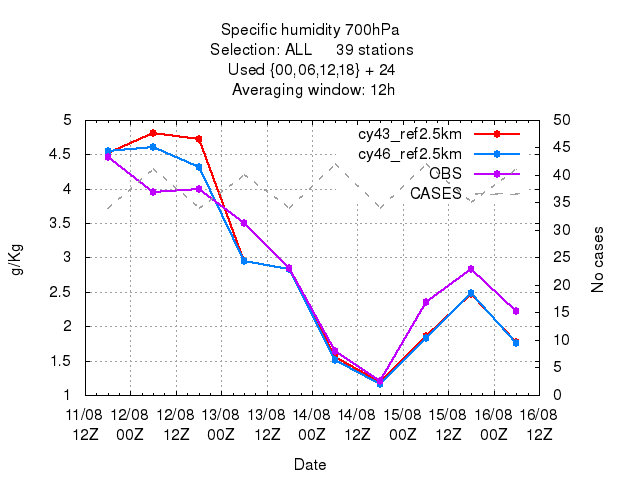 Specific humidity 700hPa
Selection: ALL 39 stations
Used {00,06,12,18} + 24
Averaging window: 12h
5
4.5
4
3.5
3
2.5
2
1.5
1
g/Kg
cy43_ref2.5km
cy46_ref2.5km
OBS
CASES
50
45
40
35
30
25
20
15
10
5
0
No cases
11/08 12/08 12/08 13/08 13/08 14/08 14/08 15/08 15/08 16/08 16/08
12Z 00Z 12Z 00Z 12Z 00Z 12Z 00Z 12Z 00Z 12Z
Date